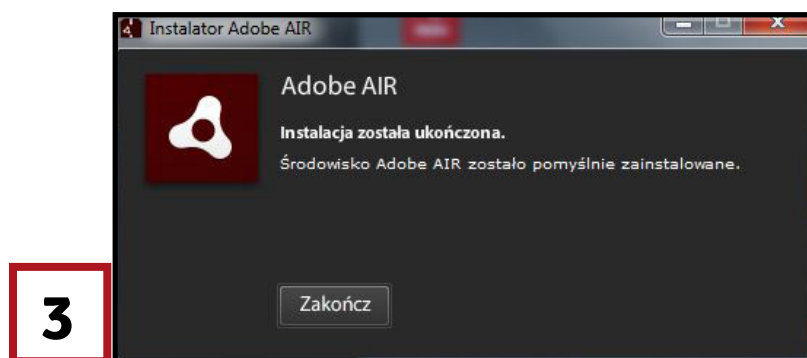 Instalator Adobe AIR
Adobe AIR
Instalacja została ukończona.
Środowisko Adobe AIR zostało pomyślnie zainstalowane.
Zakończ
3